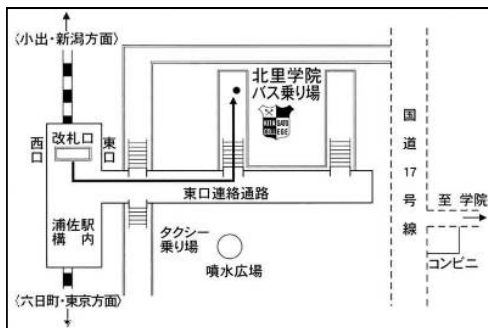 〈小出・新潟方面〉
北里学院
バス乗り場
KITA SATO
COLLEGE
西口
改札口
東口
国道17号線
東口連絡通路
至 学院
浦佐駅
構内
タクシー
乗り場
噴水広場
コンビニ
〈六日町・東京方面〉